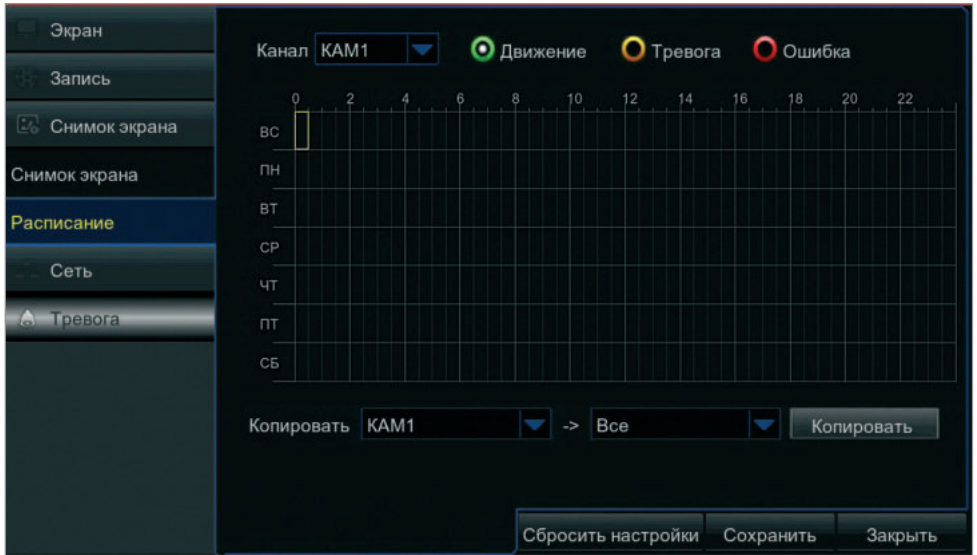 Экран
Запись
Снимок экрана
Снимок экрана
Расписание
Сеть
Тревога
Канал КАМ1 Движение Тревога Ошибка
0 2 4 6 8 10 12 14 16 18 20 22
ВС
ПН
ВТ
СР
ЧТ
ПТ
СБ
Копировать КАМ1 -> Все Копировать
Сбросить настройки Сохранить Закрыть